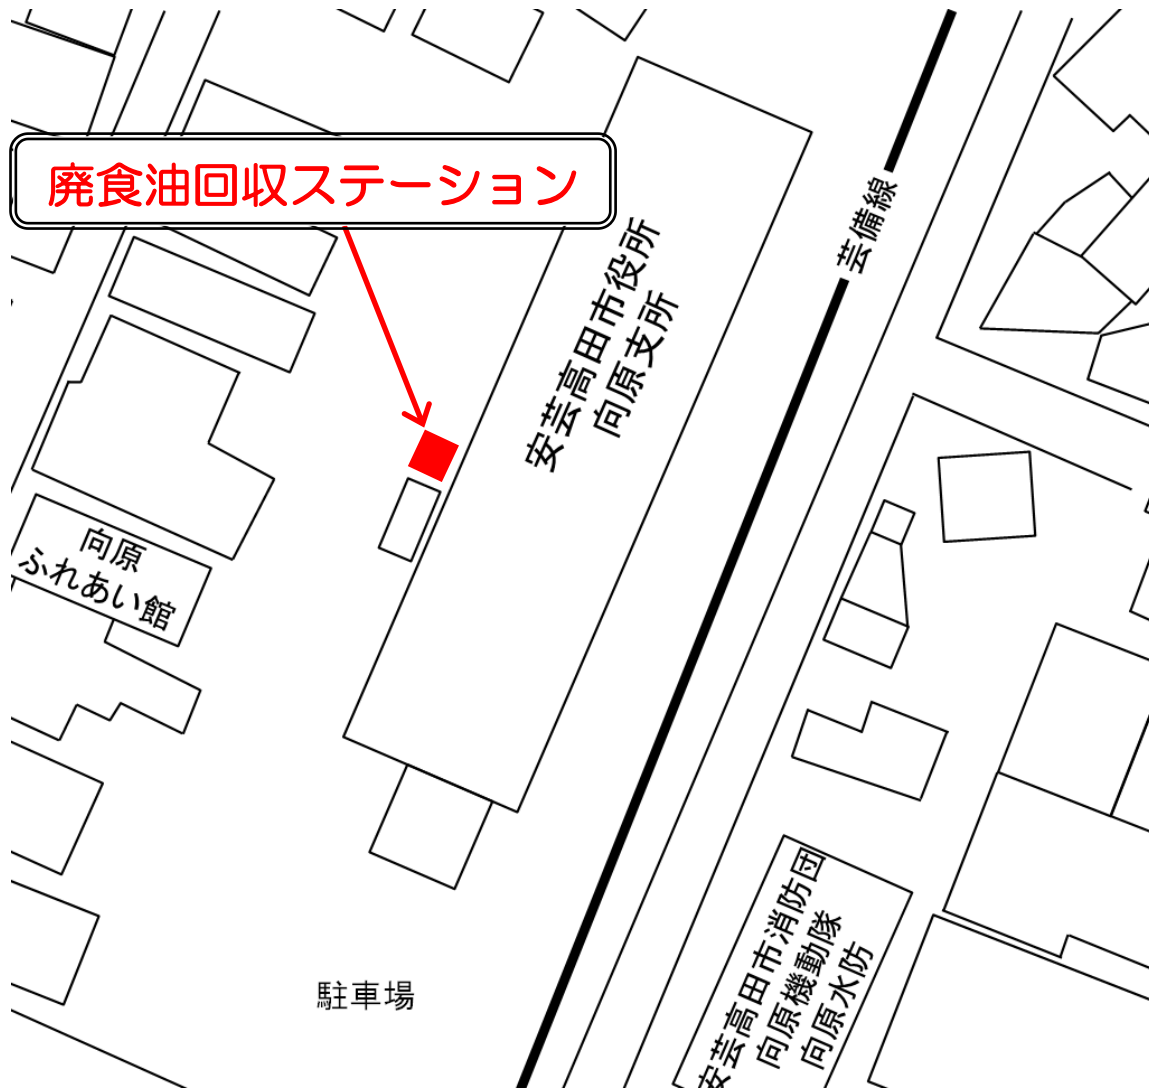 廃食油回収ステーション
芸備線
安芸高田市役所
向原支所
向原
ふれあい館
安芸高田市消防団
向原機動隊
向原水防
駐車場